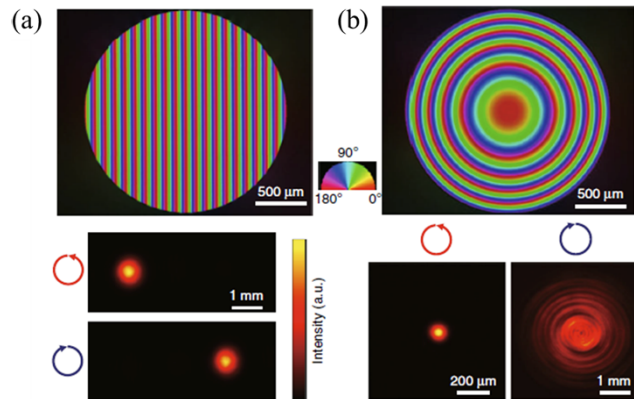 (a)
(b)
90°
180°
0°
500 μm
500 μm
1 mm
Intensity (a.u.)
200 μm
1 mm